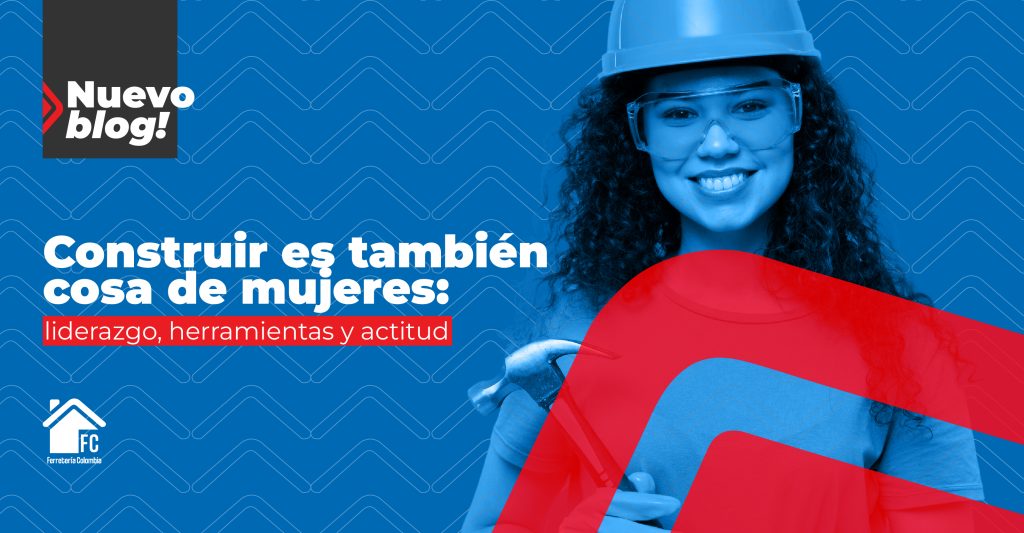 Nuevo
blog!
Construir es también
cosa de mujeres:
liderazgo, herramientas y actitud
FC
Ferretería Colombia